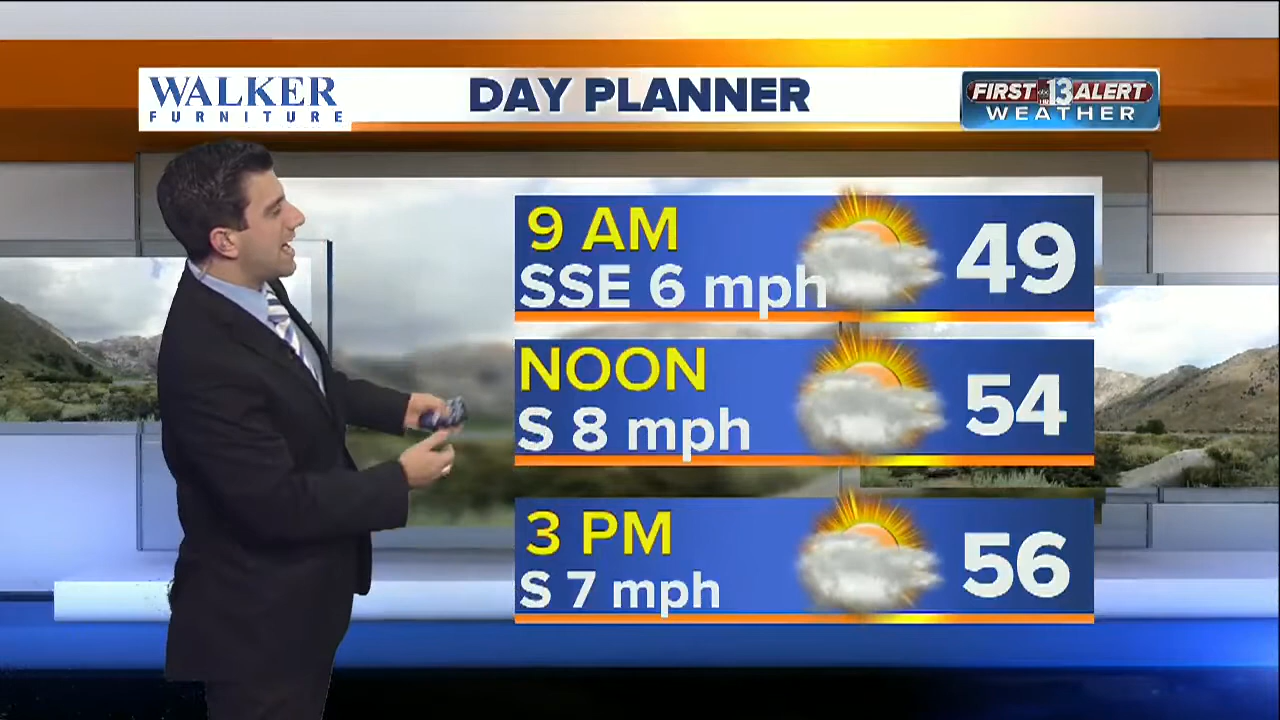 WALKER
FURNITURE
DAY PLANNER
FIRST 13 ALERT
WEATHER
9 AM
SSE 6 mph
49
NOON
S 8 mph
54
3 PM
S 7 mph
56